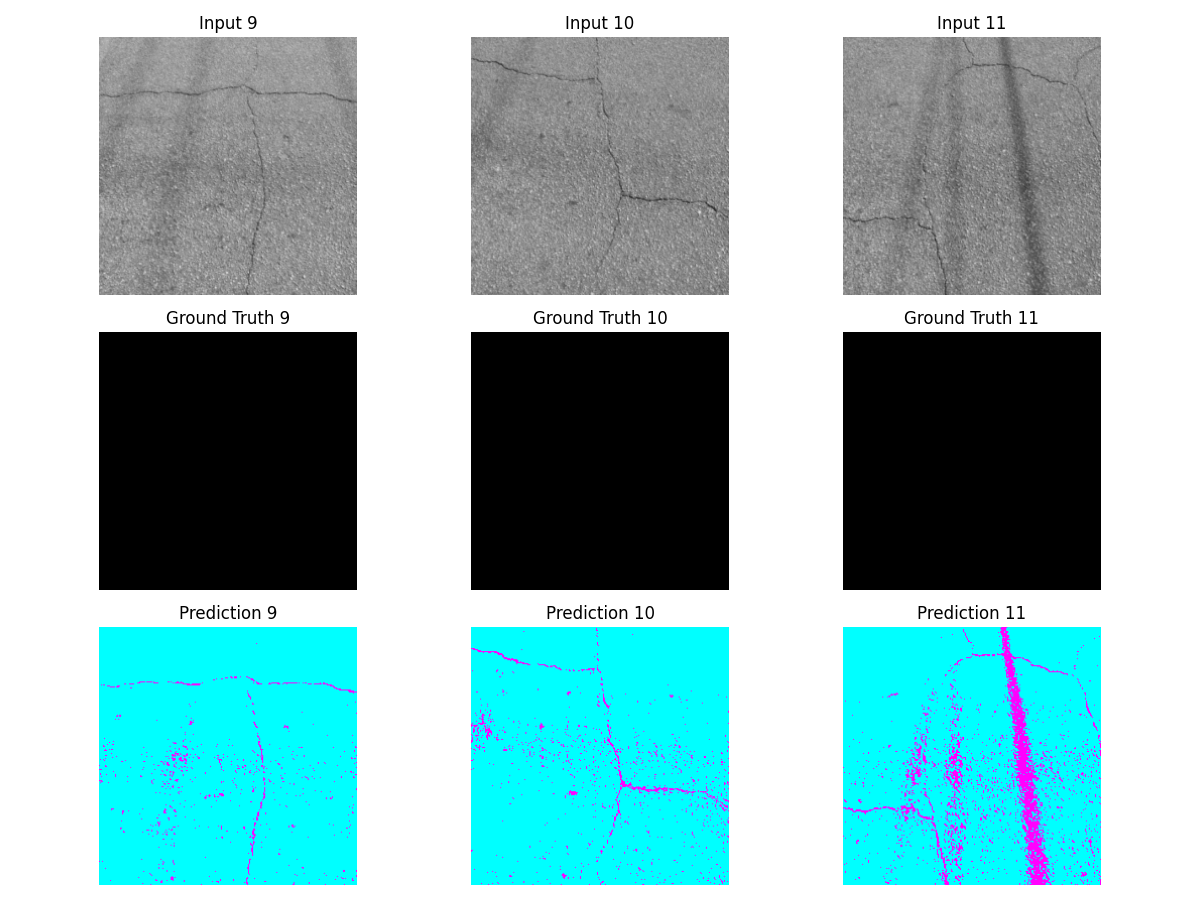 Input 9
Input 10
Input 11
Ground Truth 9
Ground Truth 10
Ground Truth 11
Prediction 9
Prediction 10
Prediction 11